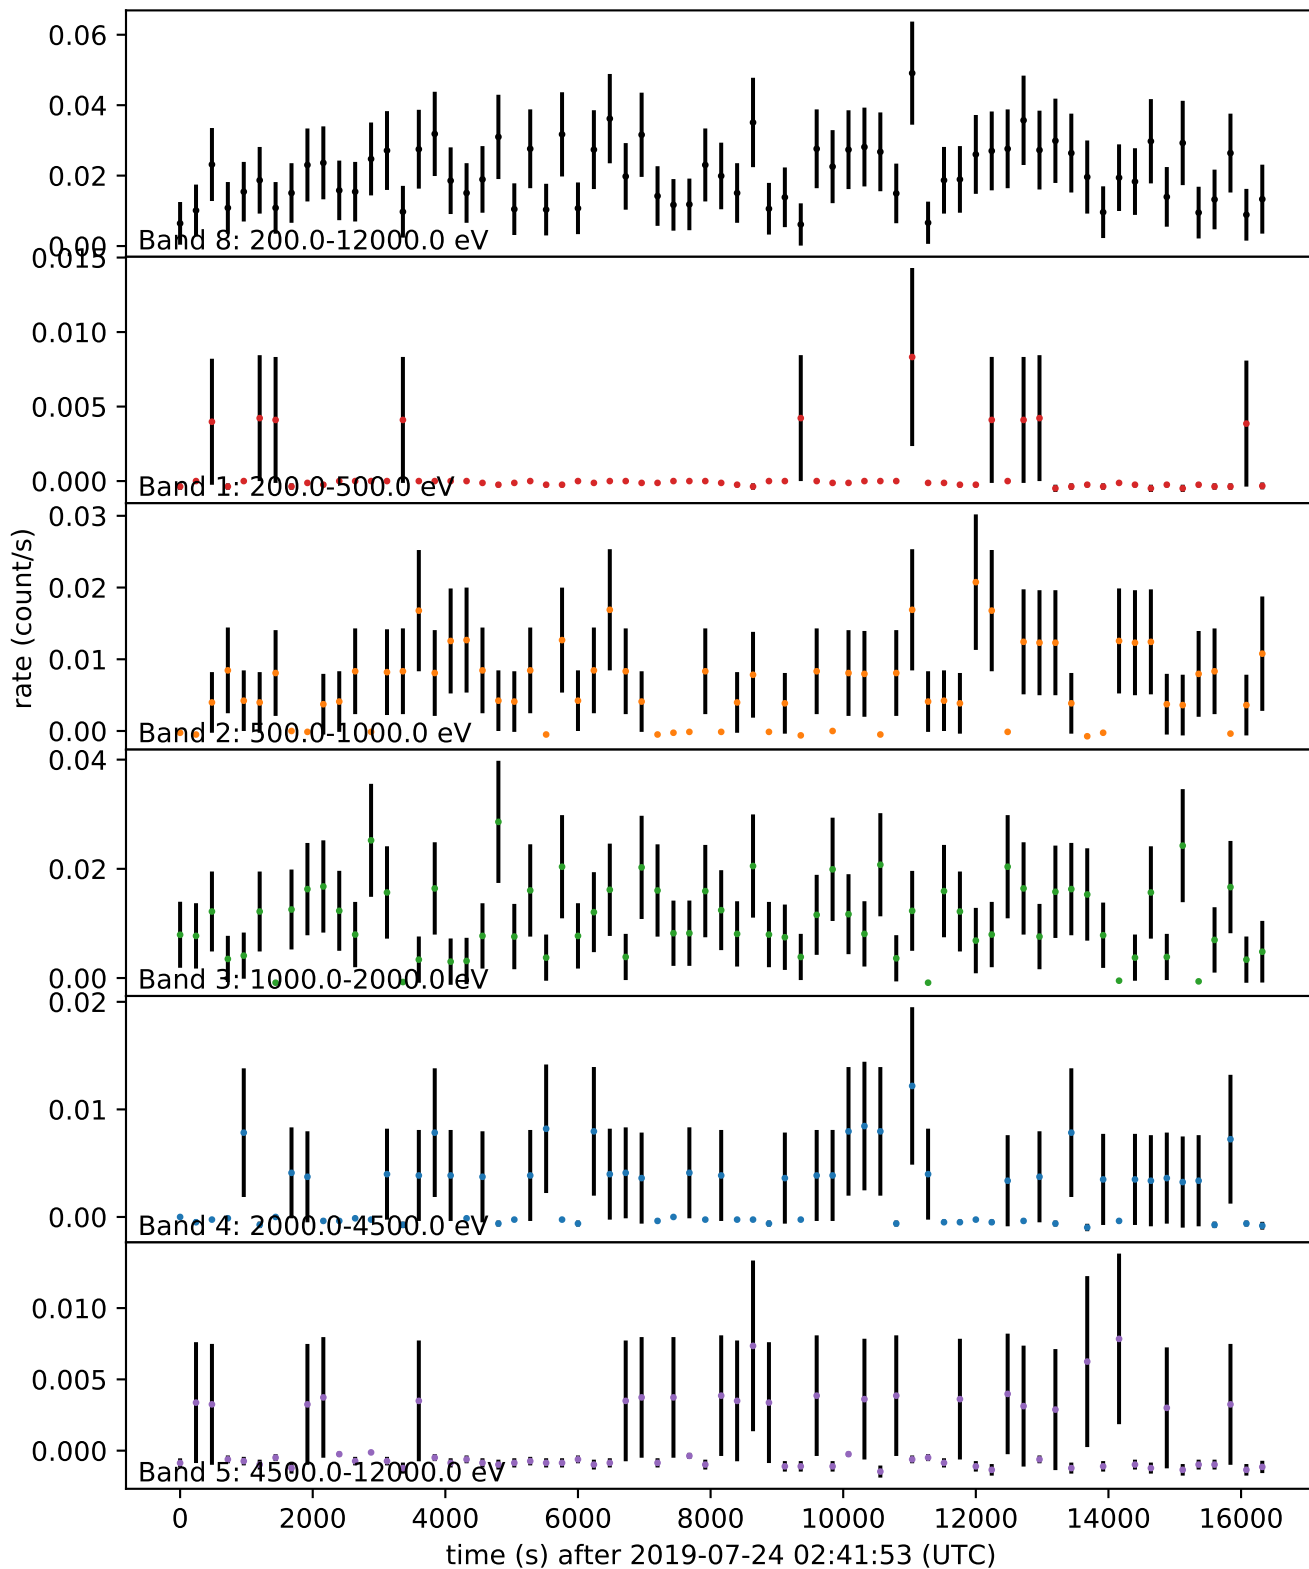 0.06
0.04
0.02
0.00
Band 8: 200.0-12000.0 eV
0.015
0.010
0.005
0.000
Band 1: 200.0-500.0 eV
0.03
0.02
0.01
0.00
Band 2: 500.0-1000.0 eV
rate (count/s)
0.04
0.02
0.00
Band 3: 1000.0-2000.0 eV
0.02
0.01
0.00
Band 4: 2000.0-4500.0 eV
0.010
0.005
0.000
Band 5: 4500.0-12000.0 eV
0 2000 4000 6000 8000 10000 12000 14000 16000
time (s) after 2019-07-24 02:41:53 (UTC)